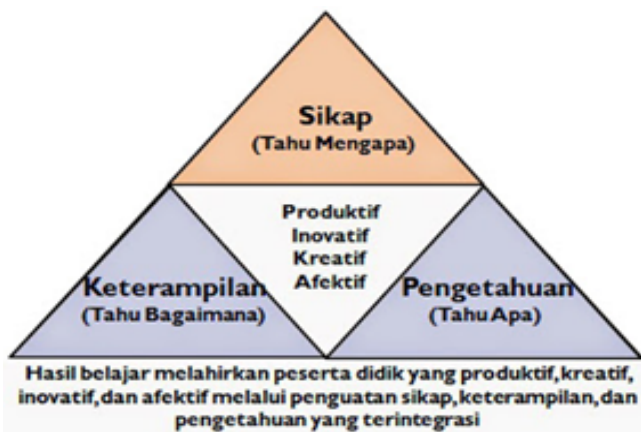 Sikap
(Tahu Mengapa)
Produktif
Inovatif
Kreatif
Afektif
Keterampilan
(Tahu Bagaimana)
Pengetahuan
(Tahu Apa)
Hasil belajar melahirkan peserta didik yang produktif, kreatif,
inovatif, dan afektif melalui penguatan sikap, keterampilan, dan
pengetahuan yang terintegrasi